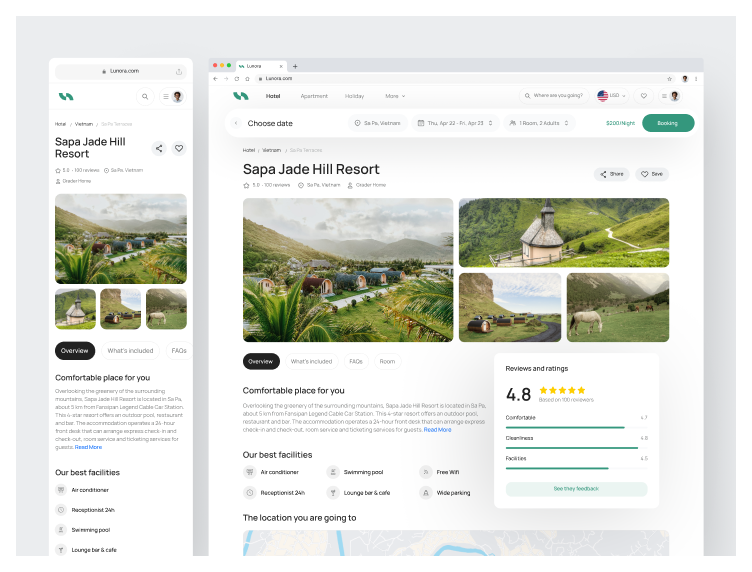 Lunora.com
Hotel / Vietnam / Go Pio Terraces
Sapa Jade Hill
Resort
5.0 · 100 reviews Sa Pa, Vietnam
Orader Home
Overview What's included FAQs
Comfortable place for you
Overlooking the greenery of the surrounding
mountains. Sapa Jade Hill Resort is located in Sa Pa,
about 5 km from Fansipan Legend Cable Car Station.
This 4-star resort offers an outdoor pool, restaurant
and bar. The accommodation operates a 24-hour
front desk that can arrange express check-in and
check-out, room service and ticketing services for
guests. Read More
Our best facilities
Air conditioner
Receptionist 24h
Swimming pool
Lounge bar & cafe
Lunora
Lunora.com
Hotel Apartment Holiday More Where are you going? USD
Choose date Sa Pa, Vietnam Thu, Apr 22 - Fri, Apr 23 1 Room, 2 Adults $200/Night Booking
Hotel / Vietnam / Go Pio Terraces
Sapa Jade Hill Resort
5.0 · 100 reviews Sa Pa, Vietnam Orader Home
Share Save
Overview What's included FAQs Room
Comfortable place for you
Overlooking the greenery of the surrounding mountains. Sapa Jade Hill Resort is located in Sa Pa,
about 5 km from Fansipan Legend Cable Car Station. This 4-star resort offers an outdoor pool,
restaurant and bar. The accommodation operates a 24-hour front desk that can arrange express
check-in and check-out, room service and ticketing services for guests. Read More
Our best facilities
Air conditioner Swimming pool Free Wifi
Receptionist 24h Lounge bar & cafe Wide parking
The location you are going to
Reviews and ratings
4.8
Based on 100 reviewers
Comfortable 4.7
Cleanliness 4.8
Facilities 4.5
See they feedback